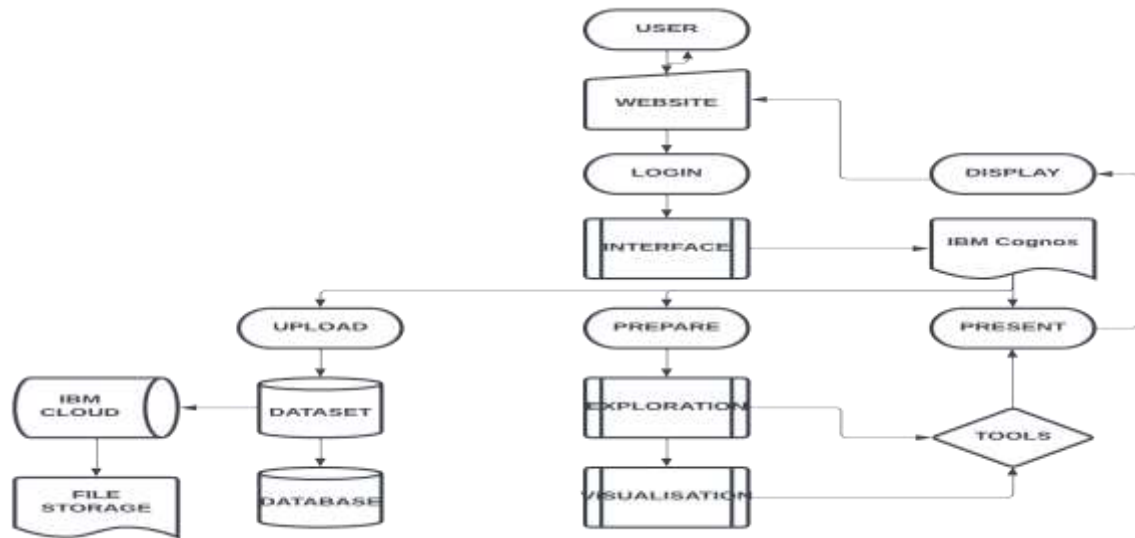 USER
WEBSITE
LOGIN
DISPLAY
INTERFACE
IBM Cognos
UPLOAD
PREPARE
PRESENT
IBM
CLOUD
DATASET
EXPLORATION
TOOLS
FILE
STORAGE
DATABASE
VISUALISATION